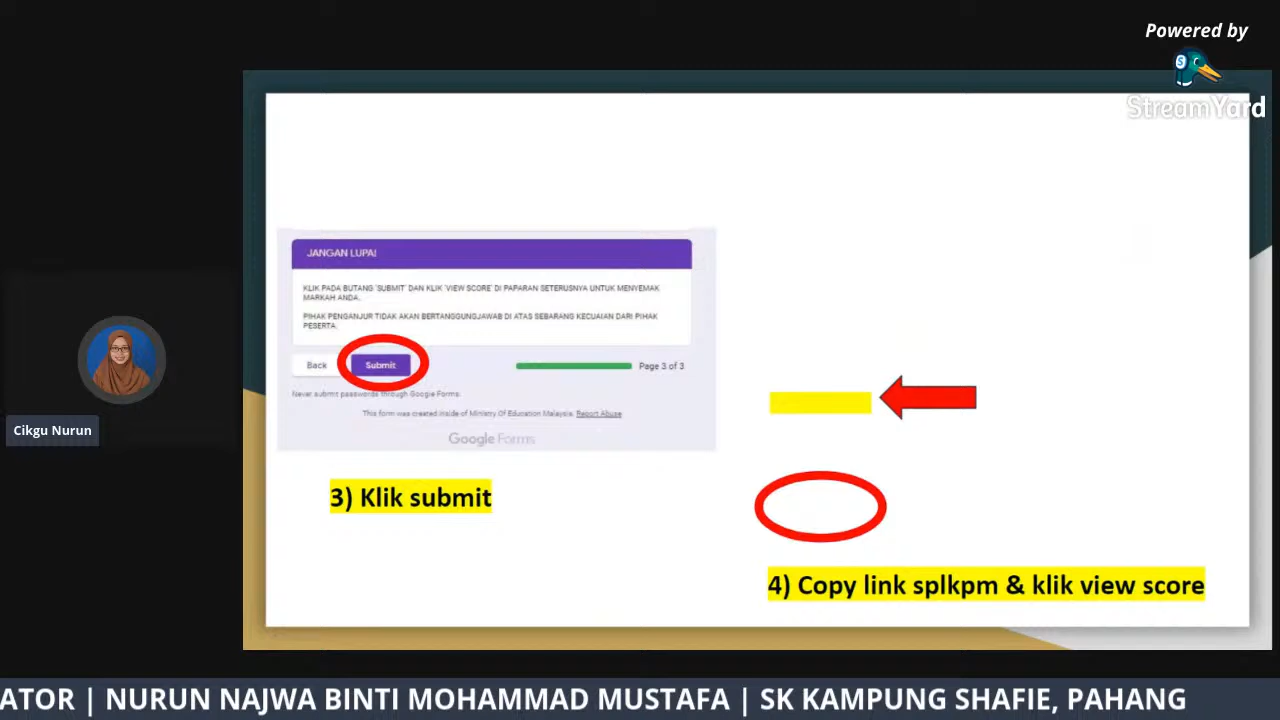 Powered by
StreamYard
JANGAN LUPA!
KLIK PADA BUTANG 'SUBMIT' DAN KLIK 'VIEW SCORE' DI PAPARAN SETERUSNYA UNTUK MENYEMAK
MARKAH ANDA.
PIHAK PENGANJUR TIDAK AKAN BERTANGGUNGJAWAB DI ATAS SEBARANG KECUAIAN DARI PIHAK
PESERTA.
Back
Submit
Page 3 of 3
Never submit passwords through Google Forms.
This form was created inside of Ministry Of Education Malaysia. Report Abuse
Google Forms
Cikgu Nurun
3) Klik submit
4) Copy link splkpm & klik view score
ATOR | NURUN NAJWA BINTI MOHAMMAD MUSTAFA | SK KAMPUNG SHAFIE, PAHANG